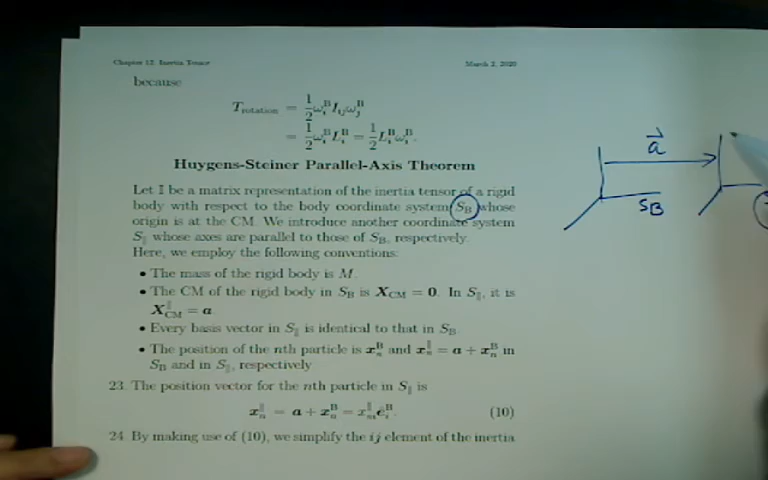 Chapter 12. Inertia Tensor March 2, 2020
because
T_rotation = 1/2 ω_i^B I_ij ω_j^B
= 1/2 ω_i^B L_i^B = 1/2 L_i^B ω_i^B.
Huygens-Steiner Parallel-Axis Theorem
Let 𝕀 be a matrix representation of the inertia tensor of a rigid
body with respect to the body coordinate system S_B whose
origin is at the CM. We introduce another coordinate system
S_∥ whose axes are parallel to those of S_B, respectively.
Here, we employ the following conventions:
• The mass of the rigid body is M.
• The CM of the rigid body in S_B is X_CM = 0. In S_∥, it is
X_CM^∥ = a
• Every basis vector in S_∥ is identical to that in S_B.
• The position of the nth particle is x_n^B and x_n^∥ = a + x_n^B in
S_B and in S_∥, respectively
23. The position vector for the nth particle in S_∥ is
x_n^∥ = a + x_n^B = x_ni^∥ ê_i^B. (10)
24. By making use of (10), we simplify the ij element of the inertia
a⃗
S_B